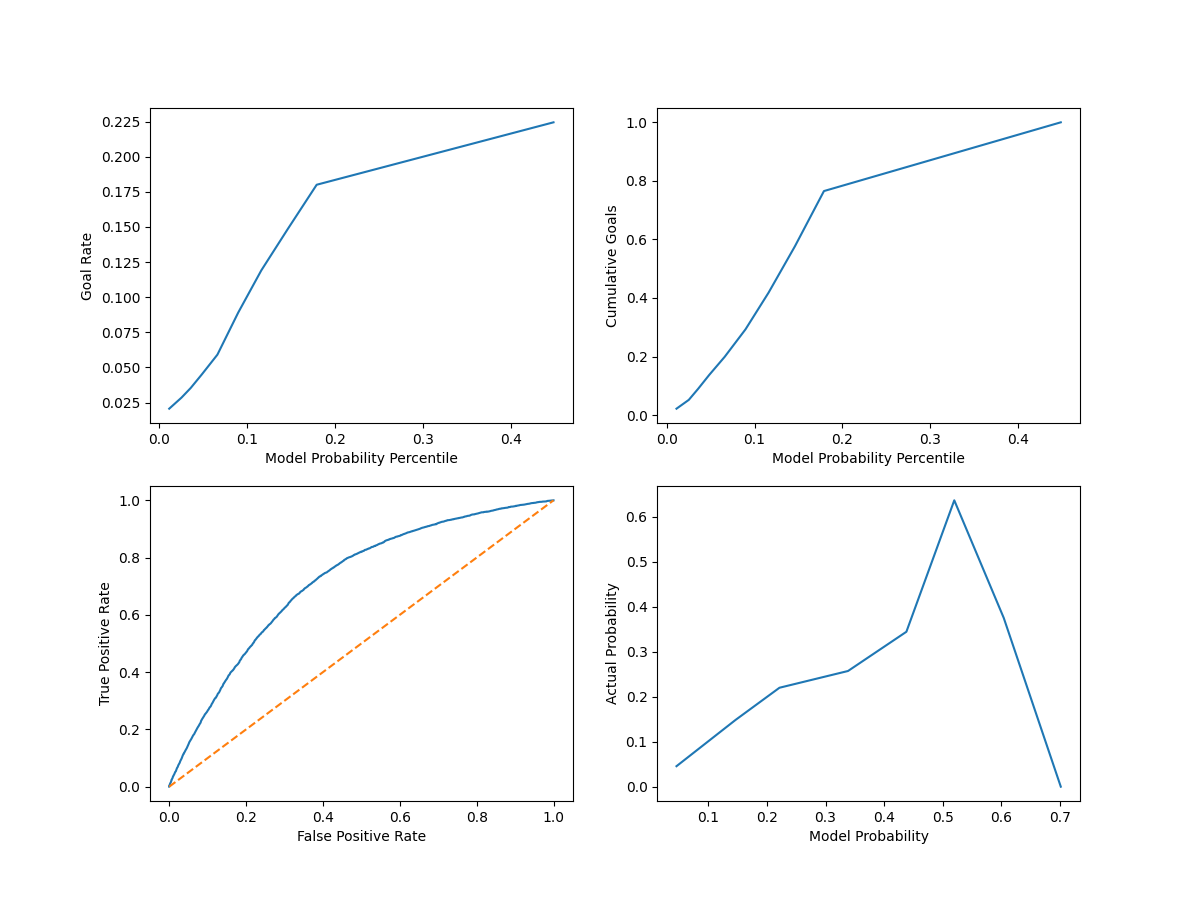 0.225
0.200
0.175
0.150
0.125
0.100
0.075
0.050
0.025
Goal Rate
0.0 0.1 0.2 0.3 0.4
Model Probability Percentile
1.0
0.8
0.6
0.4
0.2
0.0
Cumulative Goals
0.0 0.1 0.2 0.3 0.4
Model Probability Percentile
1.0
0.8
0.6
0.4
0.2
0.0
True Positive Rate
0.0 0.2 0.4 0.6 0.8 1.0
False Positive Rate
0.6
0.5
0.4
0.3
0.2
0.1
0.0
Actual Probability
0.1 0.2 0.3 0.4 0.5 0.6 0.7
Model Probability